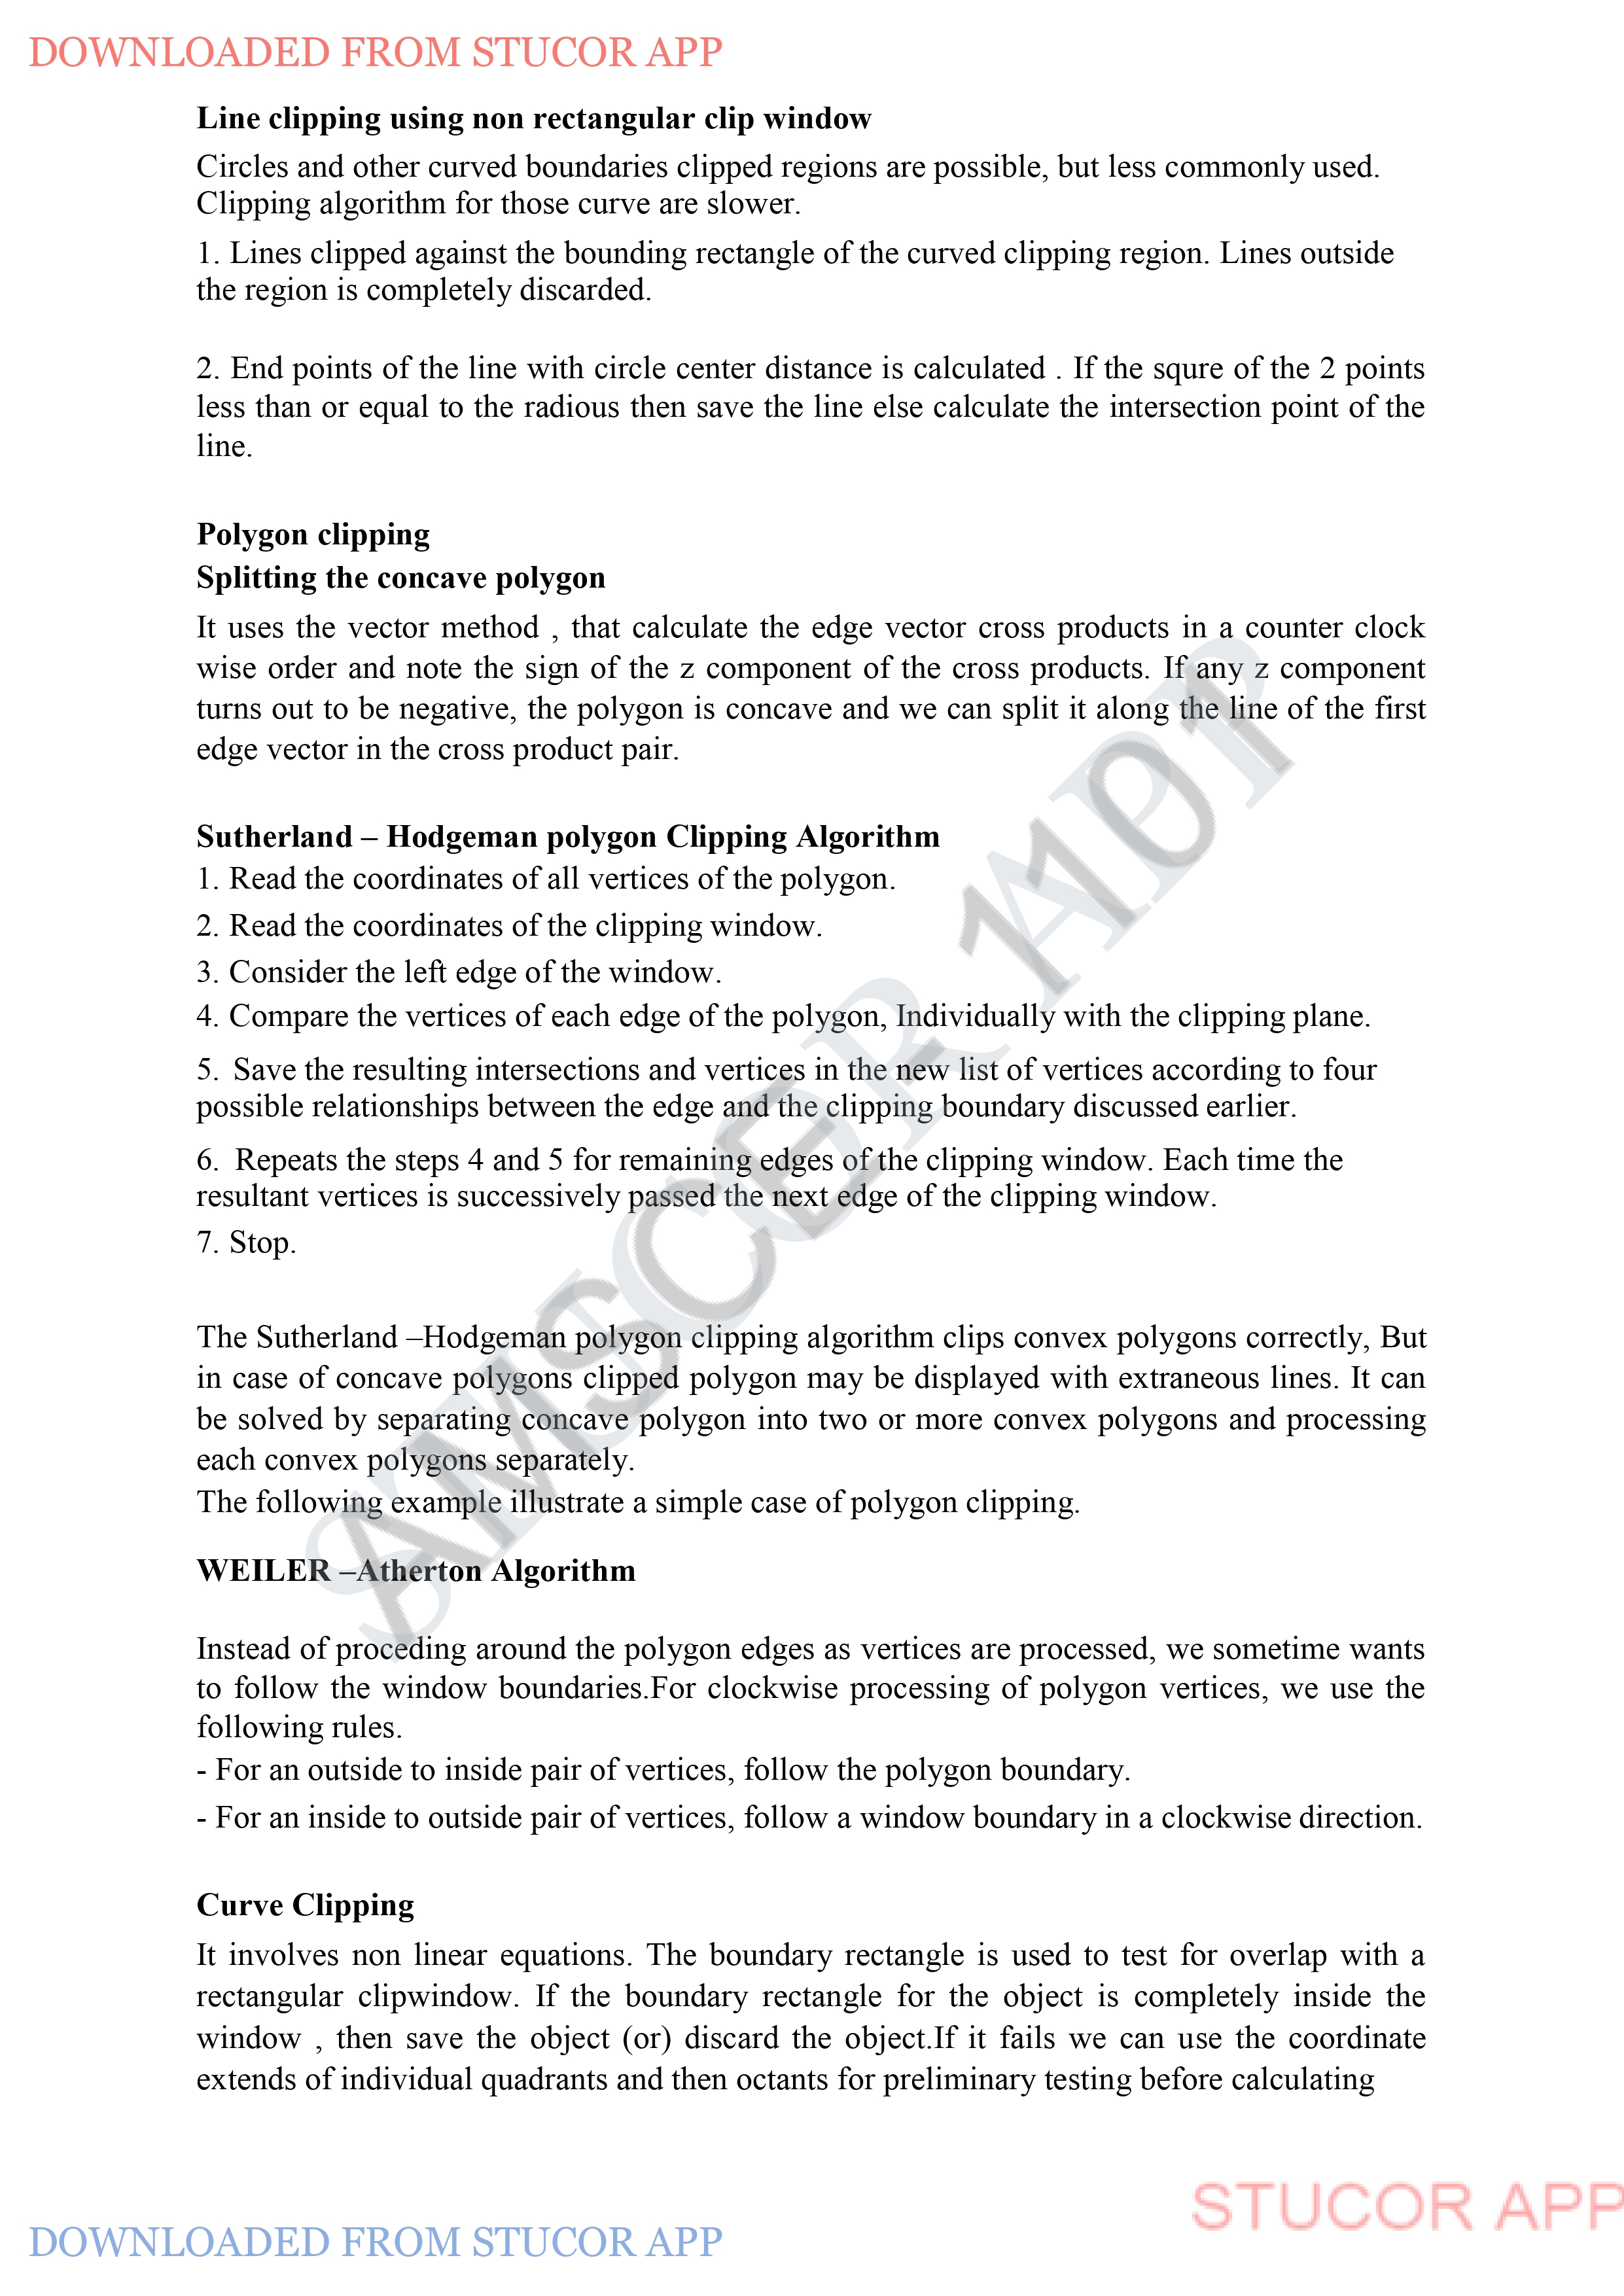 DOWNLOADED FROM STUCOR APP
Line clipping using non rectangular clip window
Circles and other curved boundaries clipped regions are possible, but less commonly used.
Clipping algorithm for those curve are slower.
1. Lines clipped against the bounding rectangle of the curved clipping region. Lines outside
the region is completely discarded.
2. End points of the line with circle center distance is calculated . If the squre of the 2 points
less than or equal to the radious then save the line else calculate the intersection point of the
line.
Polygon clipping
Splitting the concave polygon
It uses the vector method , that calculate the edge vector cross products in a counter clock
wise order and note the sign of the z component of the cross products. If any z component
turns out to be negative, the polygon is concave and we can split it along the line of the first
edge vector in the cross product pair.
Sutherland – Hodgeman polygon Clipping Algorithm
1. Read the coordinates of all vertices of the polygon.
2. Read the coordinates of the clipping window.
3. Consider the left edge of the window.
4. Compare the vertices of each edge of the polygon, Individually with the clipping plane.
5. Save the resulting intersections and vertices in the new list of vertices according to four
possible relationships between the edge and the clipping boundary discussed earlier.
6. Repeats the steps 4 and 5 for remaining edges of the clipping window. Each time the
resultant vertices is successively passed the next edge of the clipping window.
7. Stop.
The Sutherland –Hodgeman polygon clipping algorithm clips convex polygons correctly, But
in case of concave polygons clipped polygon may be displayed with extraneous lines. It can
be solved by separating concave polygon into two or more convex polygons and processing
each convex polygons separately.
The following example illustrate a simple case of polygon clipping.
WEILER –Atherton Algorithm
Instead of proceding around the polygon edges as vertices are processed, we sometime wants
to follow the window boundaries.For clockwise processing of polygon vertices, we use the
following rules.
- For an outside to inside pair of vertices, follow the polygon boundary.
- For an inside to outside pair of vertices, follow a window boundary in a clockwise direction.
Curve Clipping
It involves non linear equations. The boundary rectangle is used to test for overlap with a
rectangular clipwindow. If the boundary rectangle for the object is completely inside the
window , then save the object (or) discard the object.If it fails we can use the coordinate
extends of individual quadrants and then octants for preliminary testing before calculating
STUCOR APP
AMSCE 1101
STUCOR APP
DOWNLOADED FROM STUCOR APP